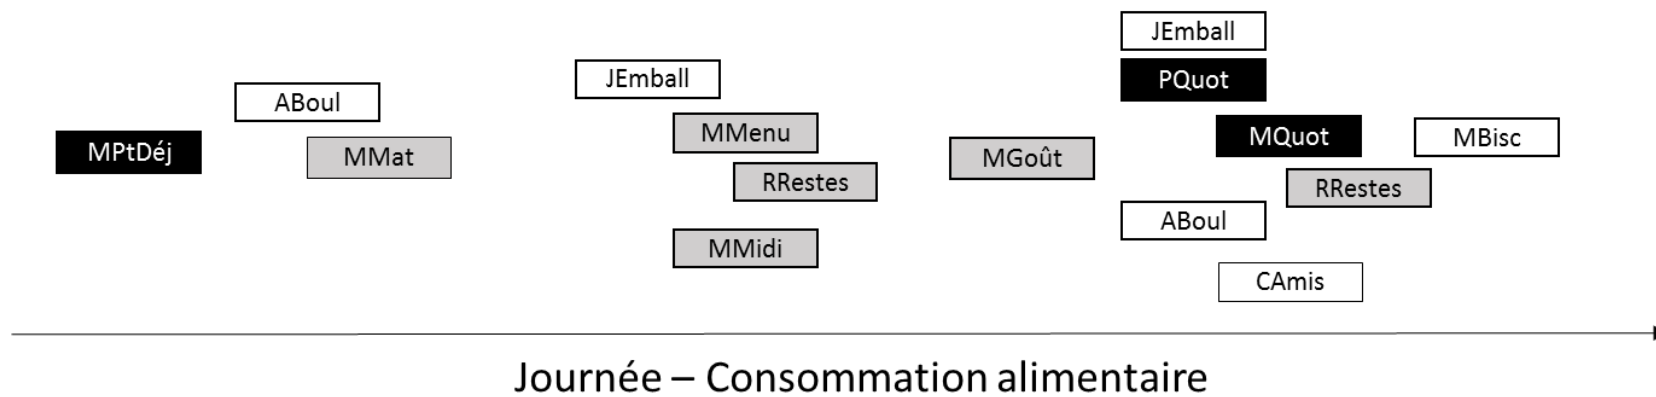 JEmball
PQuot
JEmball
ABoul
MMenu
MQuot
MBisc
MPtDéj
MMat
MGoût
RRestes
RRestes
ABoul
MMidi
CAmis
Journée – Consommation alimentaire